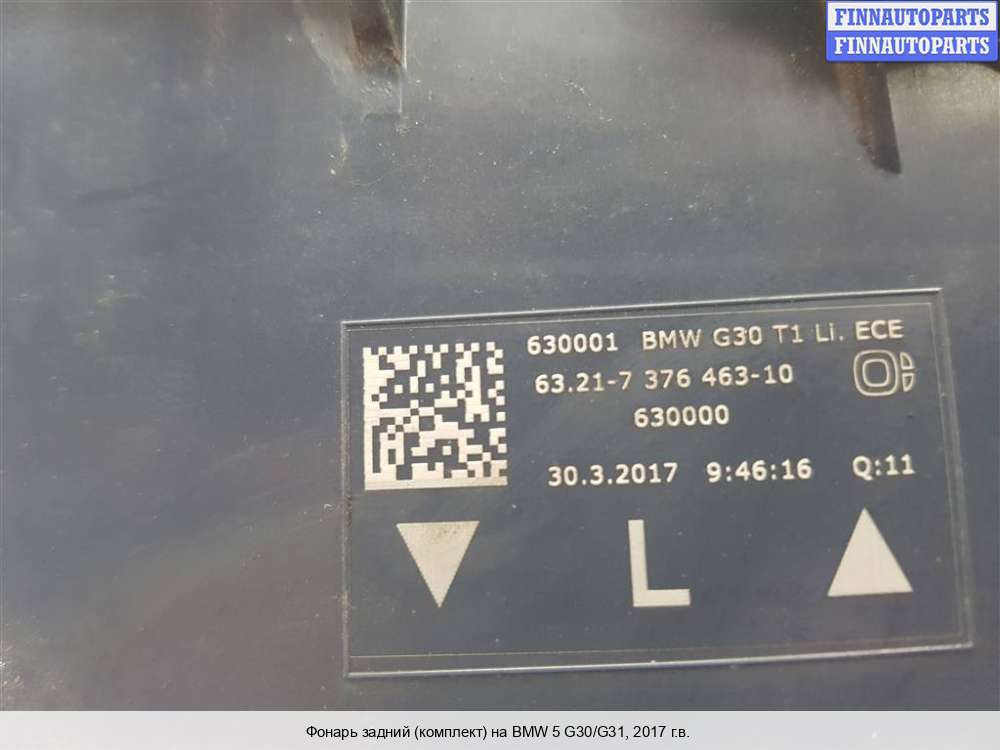 FINNAUTOPARTS
FINNAUTOPARTS
630001 BMW G30 T1 Li. ECE
63.21-7 376 463-10
630000
30.3.2017 9:46:16 Q:11
L
Фонарь задний (комплект) на BMW 5 G30/G31, 2017 г.в.